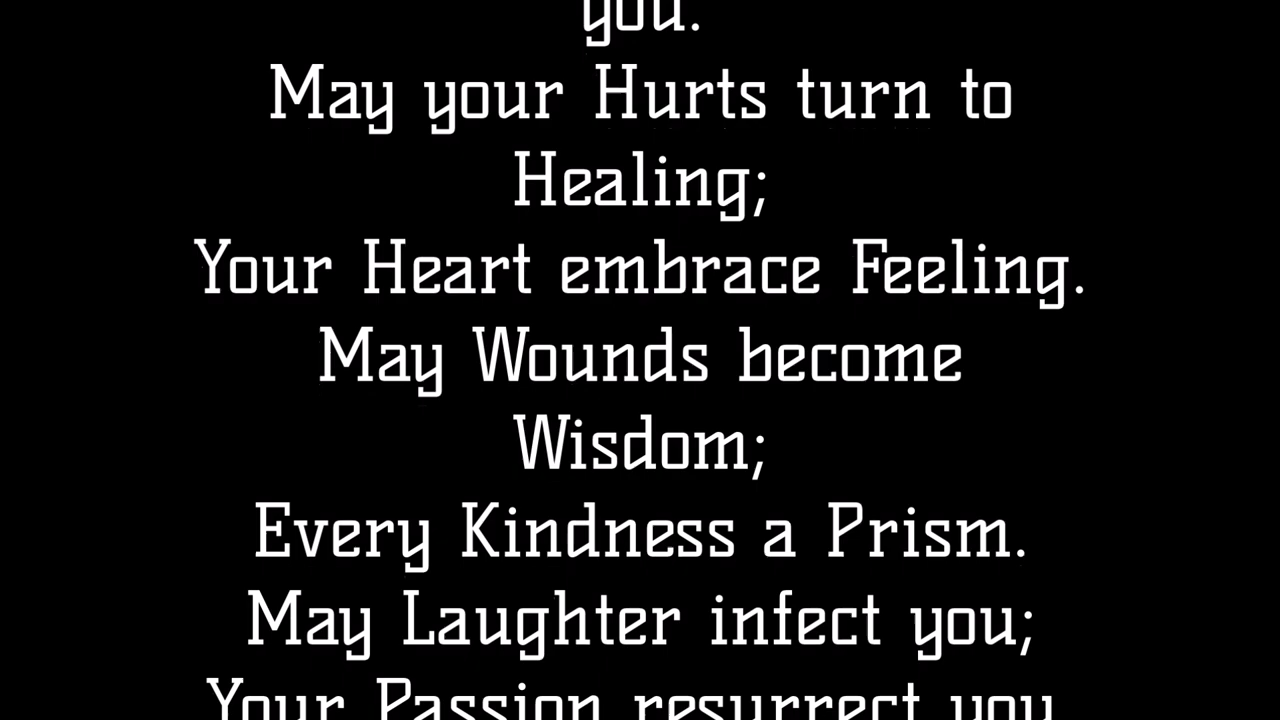 you.
May your Hurts turn to
Healing;
Your Heart embrace Feeling.
May Wounds become
Wisdom;
Every Kindness a Prism.
May Laughter infect you;
Your Passion resurrect you